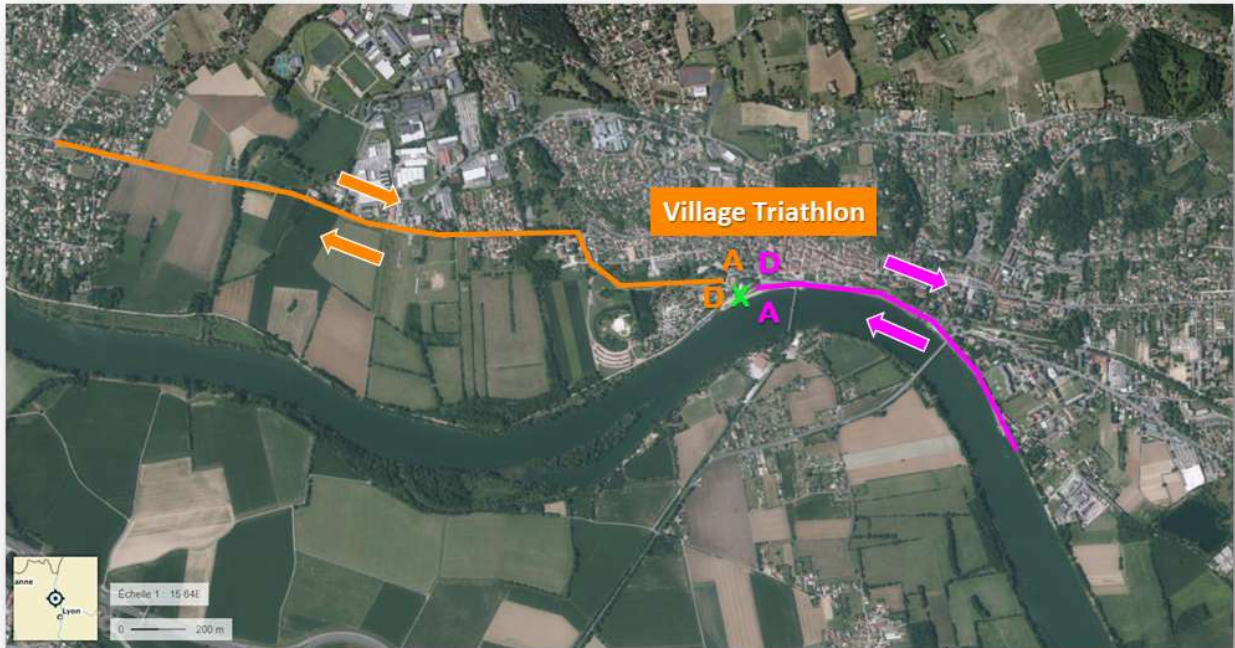 Village Triathlon
A D
D X A
anne
Lyon
Échelle 1 : 15 64E
0 200 m